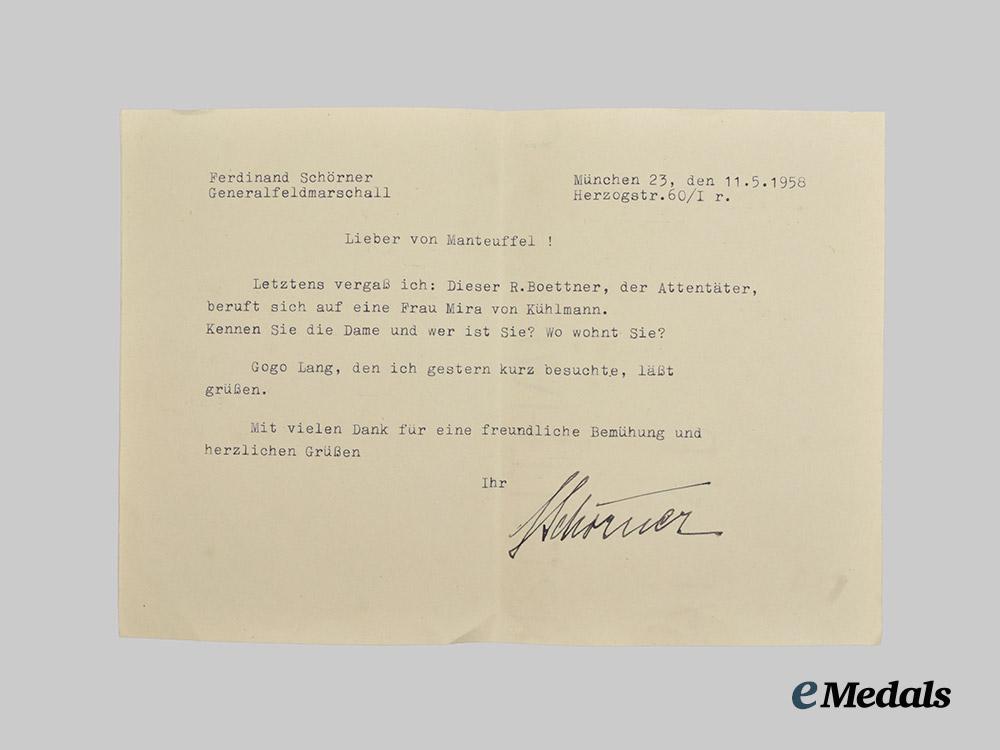 Ferdinand Schörner
Generalfeldmarschall
München 23, den 11.5.1958
Herzogstr.60/I r.
Lieber von Manteuffel !
Letztens vergaß ich: Dieser R.Boettner, der Attentäter,
beruft sich auf eine Frau Mira von Kühlmann.
Kennen Sie die Dame und wer ist Sie? Wo wohnt Sie?
Gogo Lang, den ich gestern kurz besuchte, läßt
grüßen.
Mit vielen Dank für eine freundliche Bemühung und
herzlichen Grüßen
Ihr
Schörner
eMedals